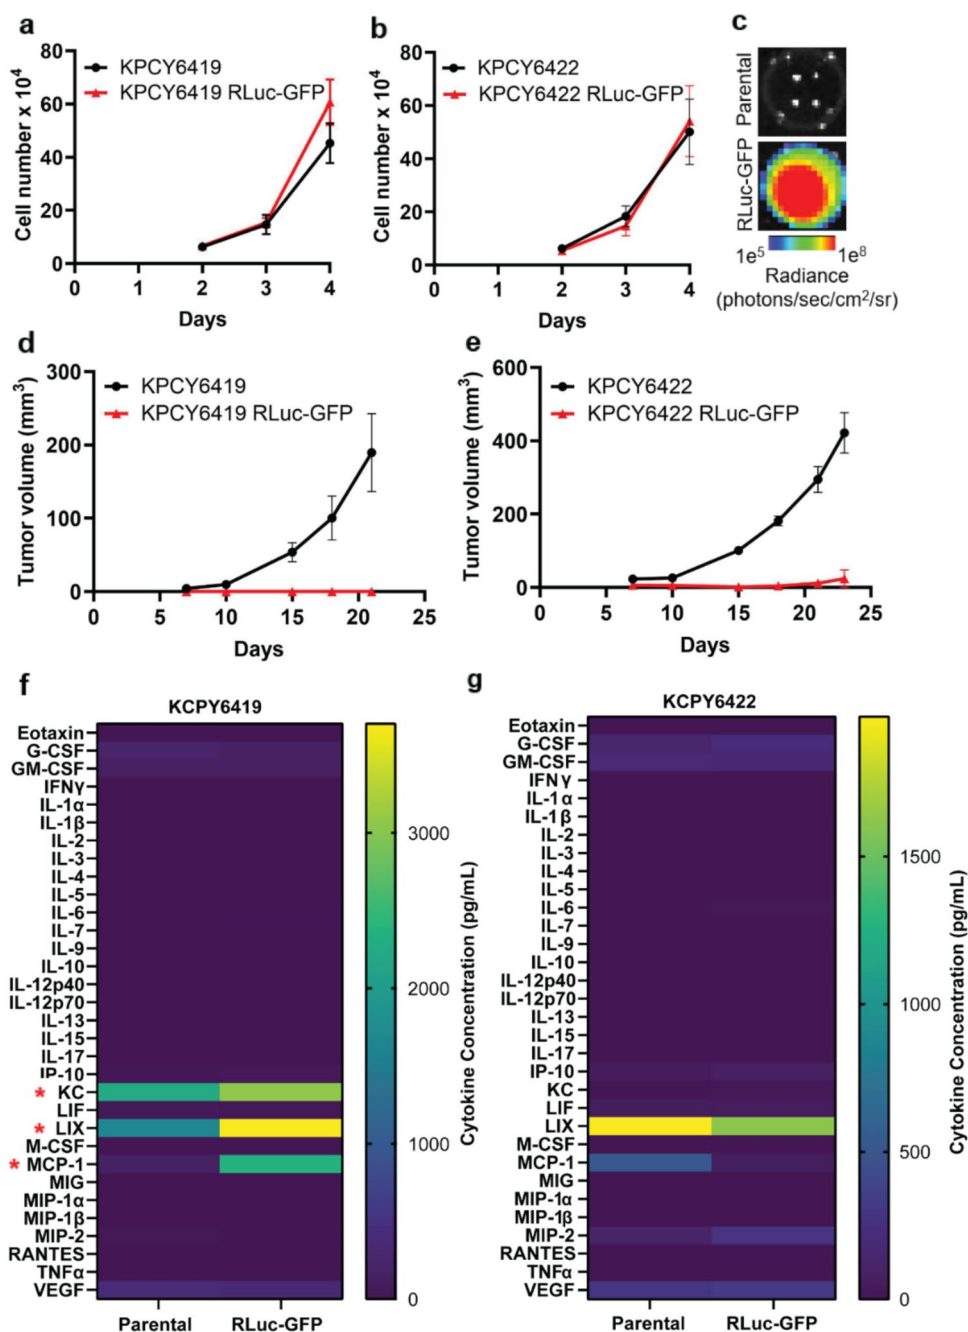 a
80
60
40
20
0
Cell number x 10⁴
KPCY6419
KPCY6419 RLuc-GFP
0 1 2 3 4
Days
b
80
60
40
20
0
Cell number x 10⁴
KPCY6422
KPCY6422 RLuc-GFP
0 1 2 3 4
Days
c
Parental
RLuc-GFP
1e⁵ 1e⁸
Radiance
(photons/sec/cm²/sr)
d
300
200
100
0
Tumor volume (mm³)
KPCY6419
KPCY6419 RLuc-GFP
0 5 10 15 20 25
Days
e
600
400
200
0
Tumor volume (mm³)
KPCY6422
KPCY6422 RLuc-GFP
0 5 10 15 20 25
Days
f
KCPY6419
Eotaxin
G-CSF
GM-CSF
IFNγ
IL-1α
IL-1β
IL-2
IL-3
IL-4
IL-5
IL-6
IL-7
IL-9
IL-10
IL-12p40
IL-12p70
IL-13
IL-15
IL-17
IP-10
* KC
LIF
* LIX
M-CSF
* MCP-1
MIG
MIP-1α
MIP-1β
MIP-2
RANTES
TNFα
VEGF
Parental RLuc-GFP
3000
2000
1000
0
Cytokine Concentration (pg/mL)
g
KCPY6422
Eotaxin
G-CSF
GM-CSF
IFNγ
IL-1α
IL-1β
IL-2
IL-3
IL-4
IL-5
IL-6
IL-7
IL-9
IL-10
IL-12p40
IL-12p70
IL-13
IL-15
IL-17
IP-10
KC
LIF
LIX
M-CSF
MCP-1
MIG
MIP-1α
MIP-1β
MIP-2
RANTES
TNFα
VEGF
Parental RLuc-GFP
1500
1000
500
0
Cytokine Concentration (pg/mL)